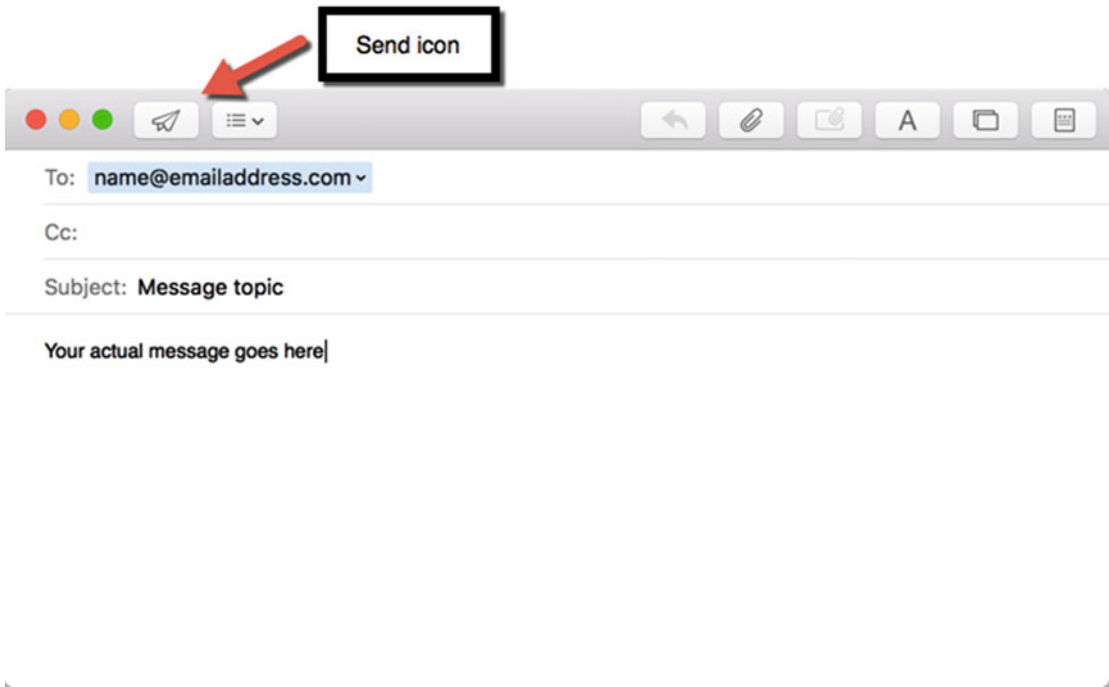 Send icon
A
To: name@emailaddress.com
Cc:
Subject: Message topic
Your actual message goes here